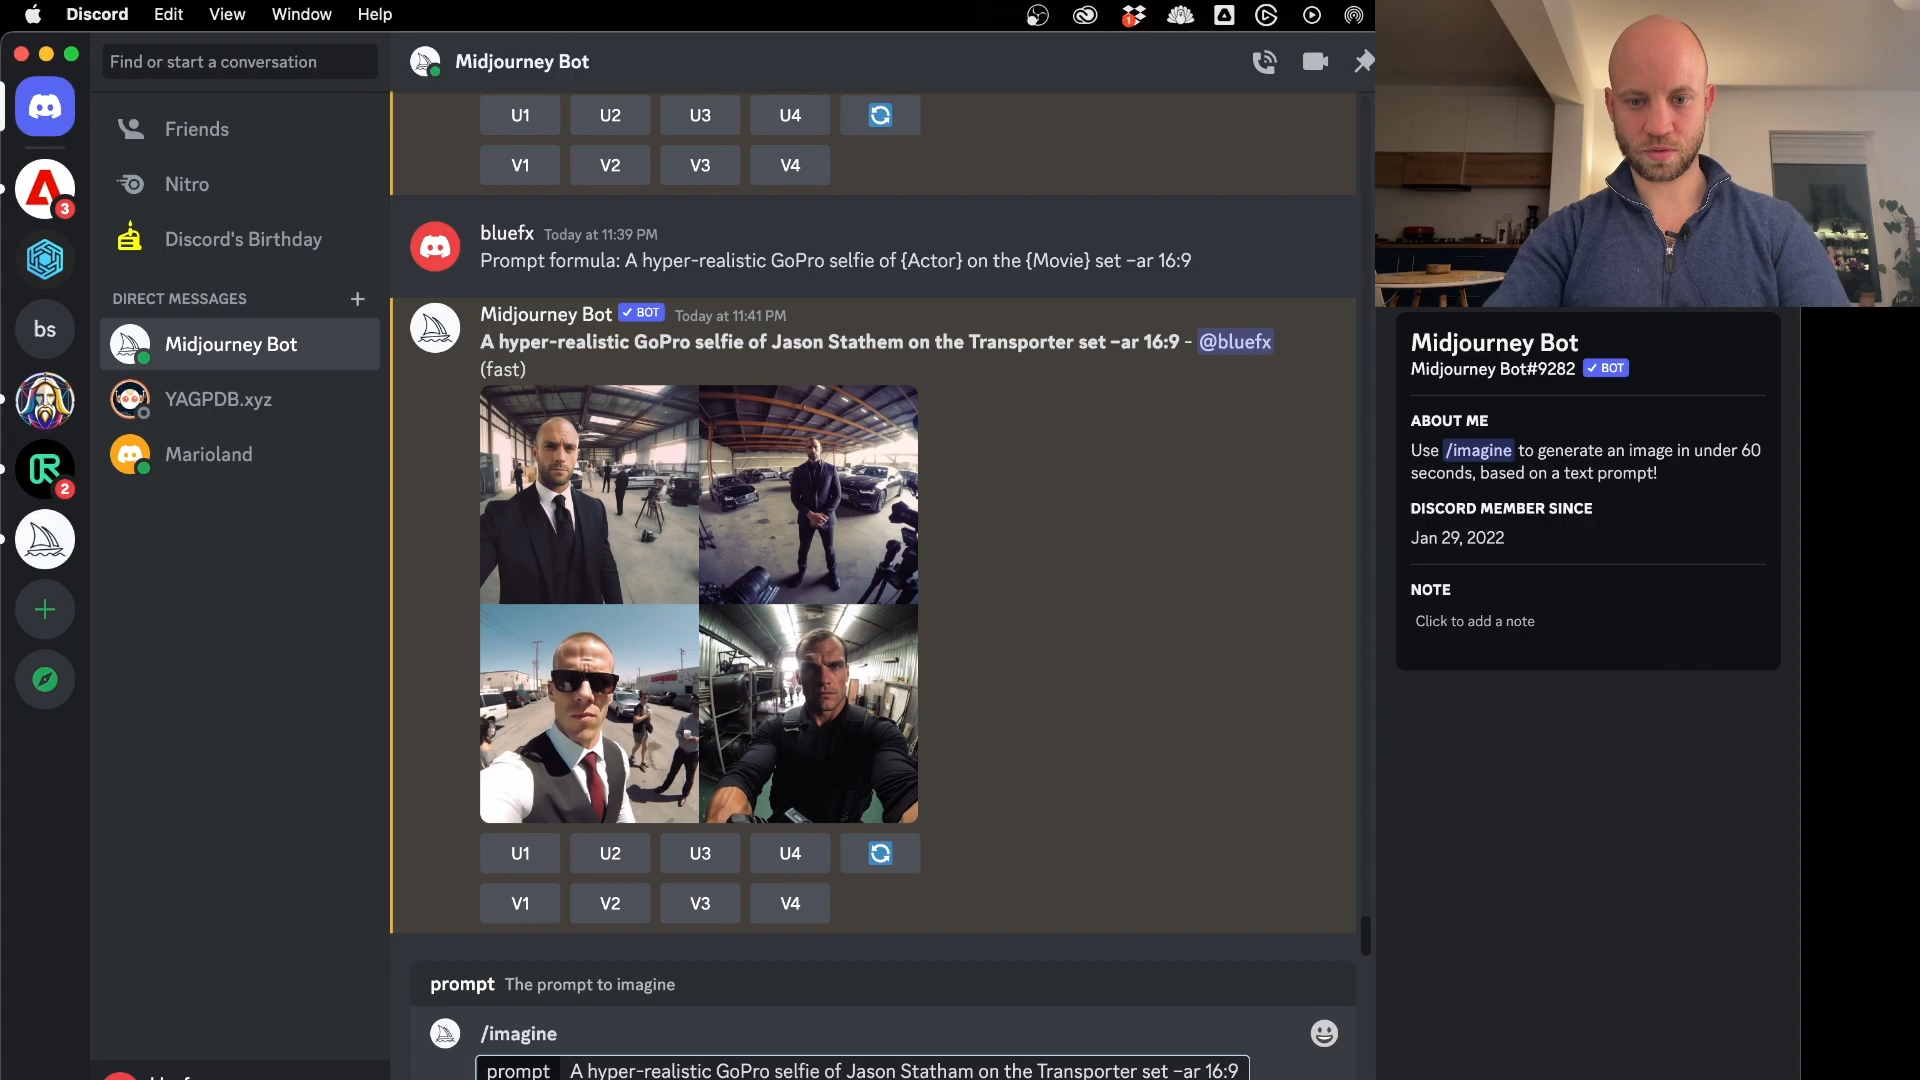 Discord Edit View Window Help
1
Find or start a conversation
Midjourney Bot
Friends
Nitro
Discord's Birthday
DIRECT MESSAGES
Midjourney Bot
YAGPDB.xyz
Marioland
3
bs
2
U1 U2 U3 U4
V1 V2 V3 V4
bluefx Today at 11:39 PM
Prompt formula: A hyper-realistic GoPro selfie of {Actor} on the {Movie} set –ar 16:9
Midjourney Bot BOT Today at 11:41 PM
A hyper-realistic GoPro selfie of Jason Stathem on the Transporter set –ar 16:9 - @bluefx
(fast)
U1 U2 U3 U4
V1 V2 V3 V4
prompt The prompt to imagine
/imagine
prompt A hyper-realistic GoPro selfie of Jason Statham on the Transporter set –ar 16:9
Midjourney Bot
Midjourney Bot#9282 BOT
ABOUT ME
Use /imagine to generate an image in under 60
seconds, based on a text prompt!
DISCORD MEMBER SINCE
Jan 29, 2022
NOTE
Click to add a note